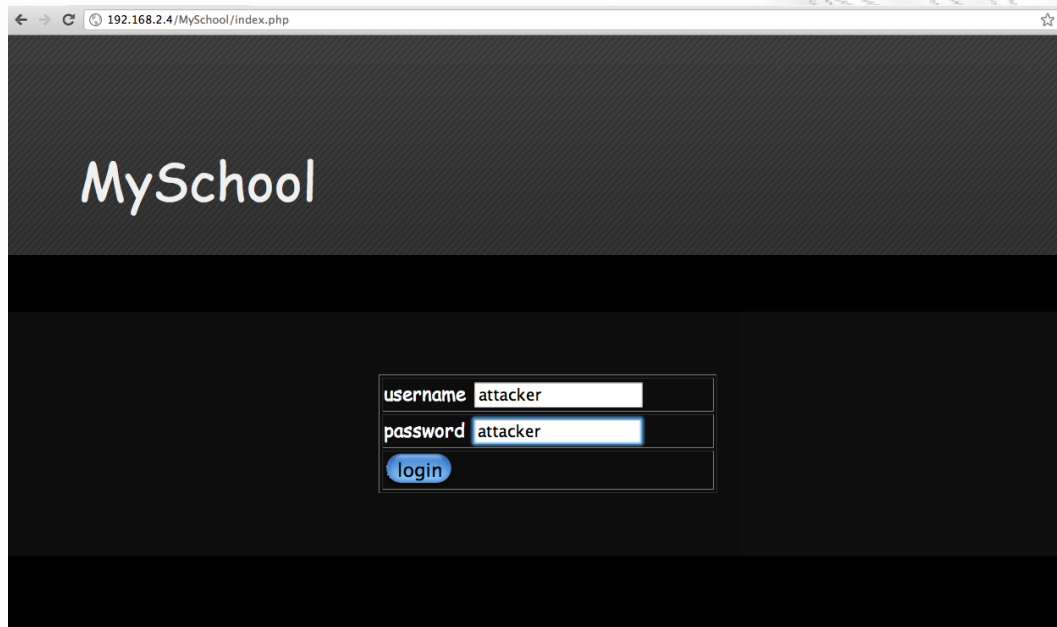 192.168.2.4/MySchool/index.php
MySchool
username attacker
password attacker
login